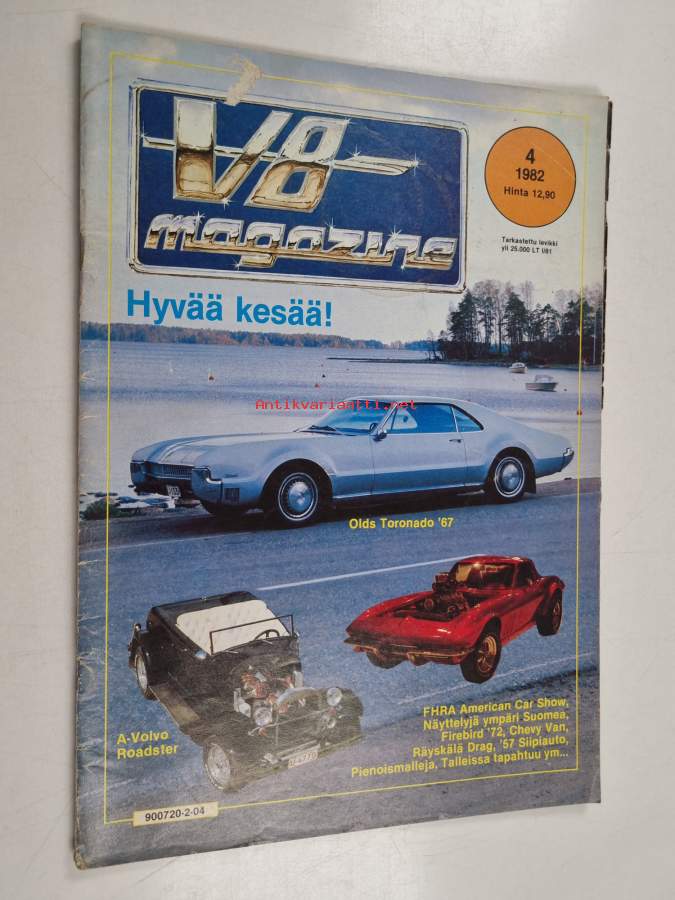 V8
magazine
4
1982
Hinta 12,90
Tarkastettu levikki
yli 25.000 LT I/81
Hyvää kesää!
Antikvariaatti.net
Olds Toronado '67
A-Volvo
Roadster
FHRA American Car Show,
Näyttelyjä ympäri Suomea,
Firebird '72, Chevy Van,
Räyskälä Drag, '57 Siipiauto,
Pienoismalleja, Talleissa tapahtuu ym...
900720-2-04